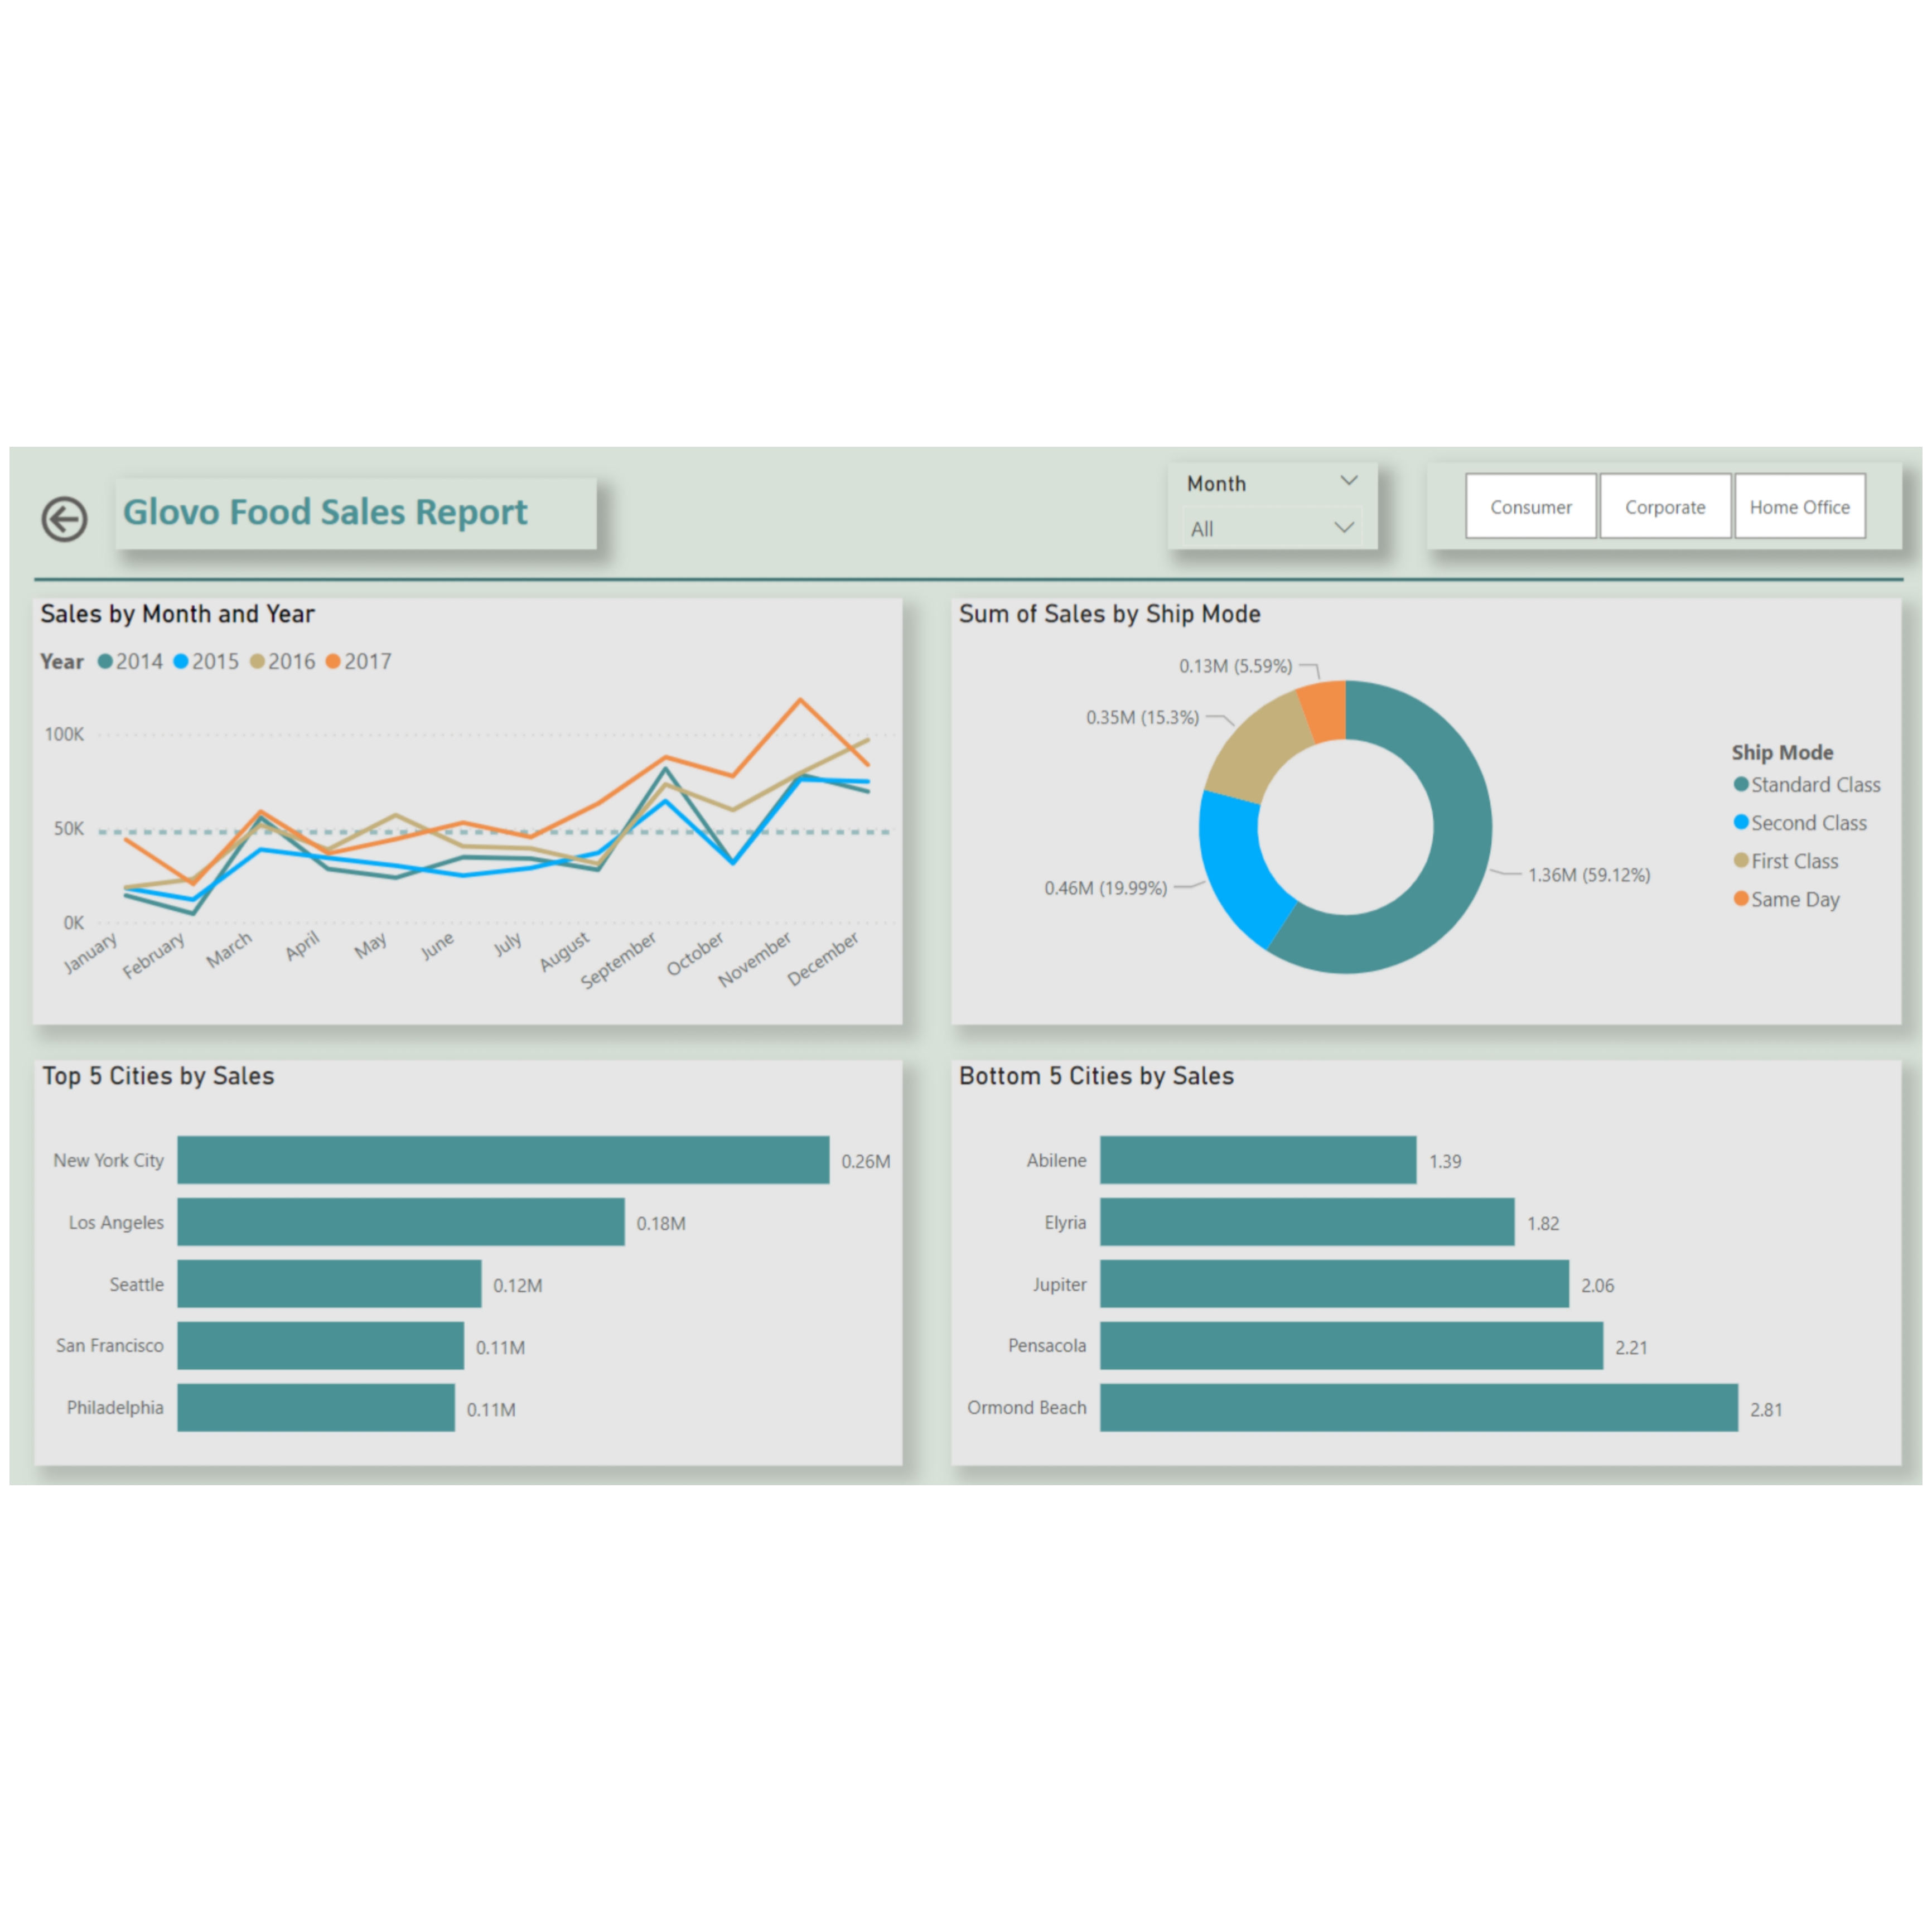 Glovo Food Sales Report
Month
All
Consumer
Corporate
Home Office
Sales by Month and Year
Year 2014 2015 2016 2017
100K
50K
0K
January
February
March
April
May
June
July
August
September
October
November
December
Sum of Sales by Ship Mode
0.13M (5.59%)
0.35M (15.3%)
0.46M (19.99%)
1.36M (59.12%)
Ship Mode
Standard Class
Second Class
First Class
Same Day
Top 5 Cities by Sales
New York City 0.26M
Los Angeles 0.18M
Seattle 0.12M
San Francisco 0.11M
Philadelphia 0.11M
Bottom 5 Cities by Sales
Abilene 1.39
Elyria 1.82
Jupiter 2.06
Pensacola 2.21
Ormond Beach 2.81